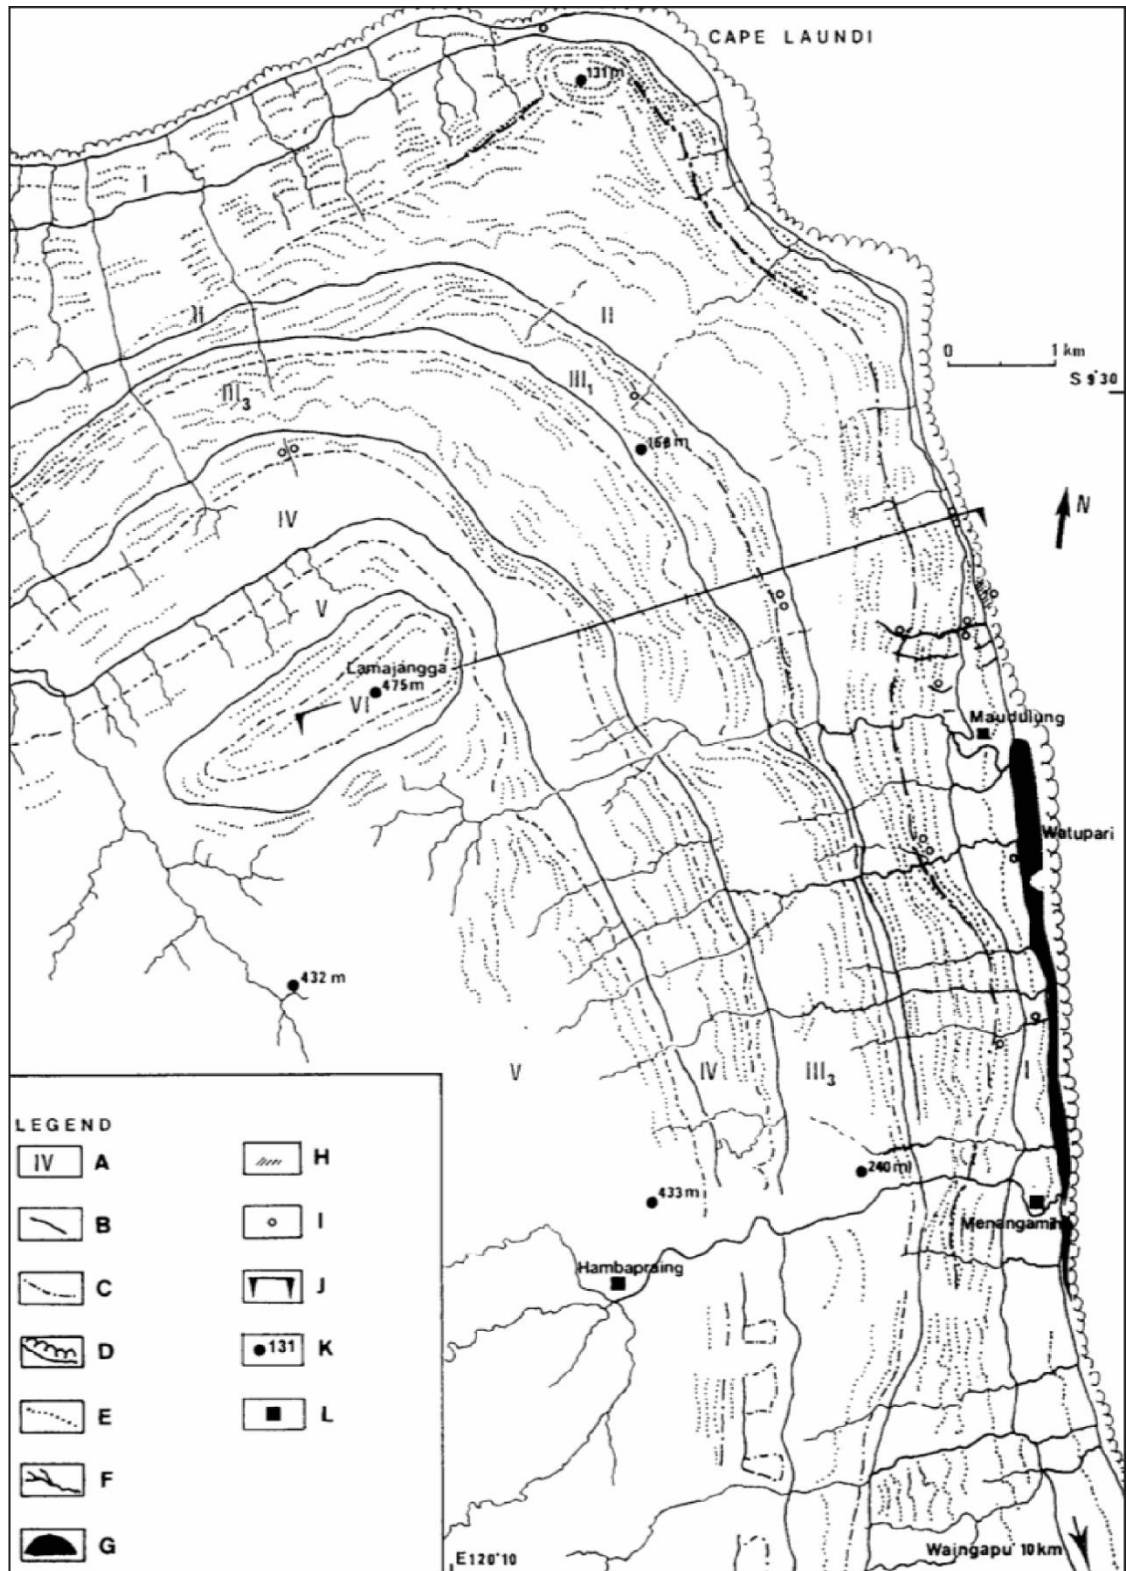 CAPE LAUNDI
131m
I
II
II
0 1 km
S 9°30
III₁
III₃
168m
N
IV
V
Lamajangga
475m
VI
Maudulung
Watupari
432 m
V
IV
III₃
I
240m
433m
Menangamih
Hambapraing
E120°10
Waingapu 10km
LEGEND
IV A
B
C
D
E
F
G
H
I
J
131 K
L